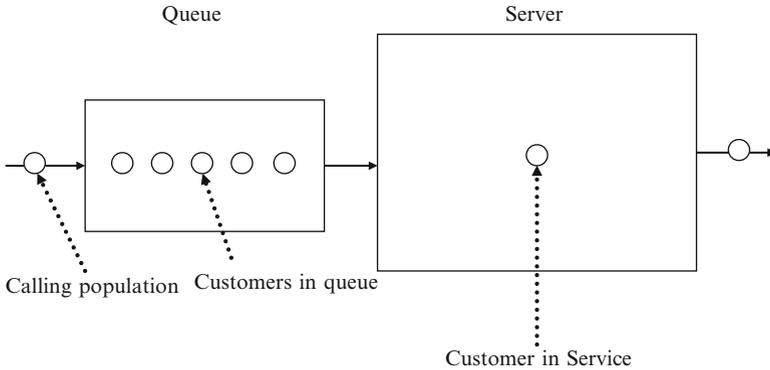 Queue
Server
Calling population
Customers in queue
Customer in Service